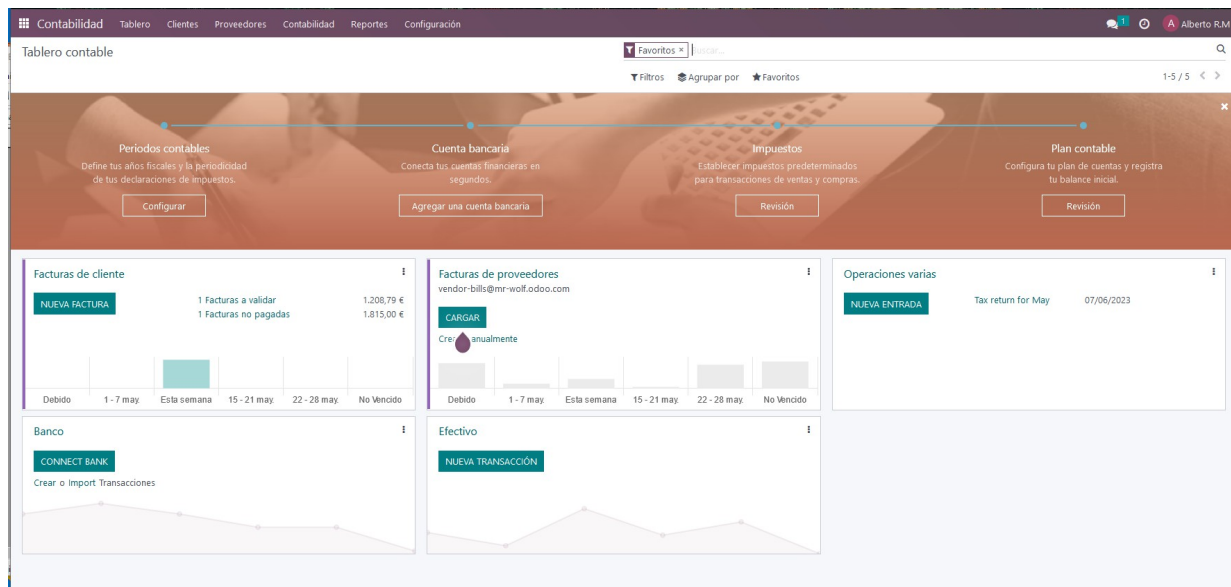 Contabilidad Tablero Clientes Proveedores Contabilidad Reportes Configuración 1 A Alberto R.M
Tablero contable
Favoritos × Buscar...
Filtros Agrupar por Favoritos 1-5 / 5
Periodos contables
Define tus años fiscales y la periodicidad
de tus declaraciones de impuestos.
Configurar
Cuenta bancaria
Conecta tus cuentas financieras en
segundos.
Agregar una cuenta bancaria
Impuestos
Establecer impuestos predeterminados
para transacciones de ventas y compras.
Revisión
Plan contable
Configura tu plan de cuentas y registra
tu balance inicial.
Revisión
Facturas de cliente
NUEVA FACTURA
1 Facturas a validar 1.208,79 €
1 Facturas no pagadas 1.815,00 €
Debido 1 - 7 may. Esta semana 15 - 21 may. 22 - 28 may. No Vencido
Facturas de proveedores
vendor-bills@mr-wolf.odoo.com
CARGAR
anualmente
Debido 1 - 7 may. Esta semana 15 - 21 may. 22 - 28 may. No Vencido
Operaciones varias
NUEVA ENTRADA Tax return for May 07/06/2023
Banco
CONNECT BANK
Crear o Import Transacciones
Efectivo
NUEVA TRANSACCIÓN